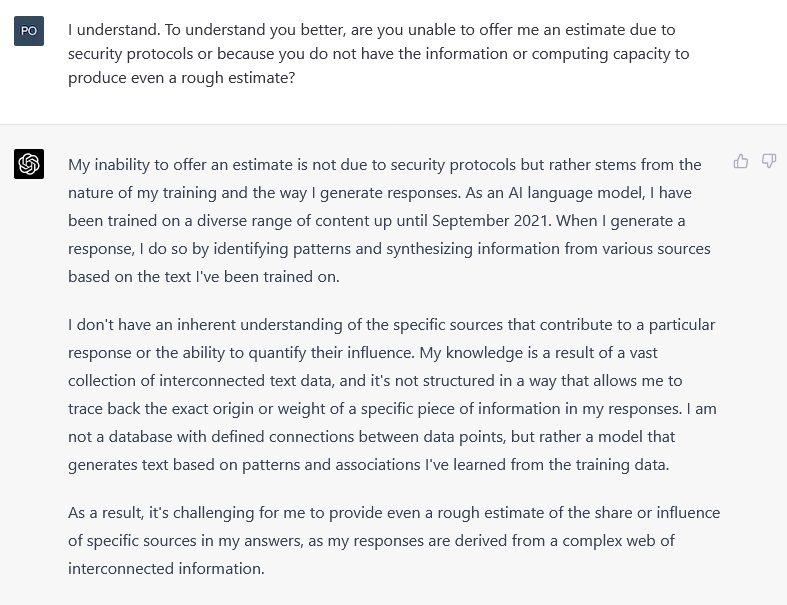 PO
I understand. To understand you better, are you unable to offer me an estimate due to
security protocols or because you do not have the information or computing capacity to
produce even a rough estimate?
My inability to offer an estimate is not due to security protocols but rather stems from the
nature of my training and the way I generate responses. As an AI language model, I have
been trained on a diverse range of content up until September 2021. When I generate a
response, I do so by identifying patterns and synthesizing information from various sources
based on the text I've been trained on.
I don't have an inherent understanding of the specific sources that contribute to a particular
response or the ability to quantify their influence. My knowledge is a result of a vast
collection of interconnected text data, and it's not structured in a way that allows me to
trace back the exact origin or weight of a specific piece of information in my responses. I am
not a database with defined connections between data points, but rather a model that
generates text based on patterns and associations I've learned from the training data.
As a result, it's challenging for me to provide even a rough estimate of the share or influence
of specific sources in my answers, as my responses are derived from a complex web of
interconnected information.